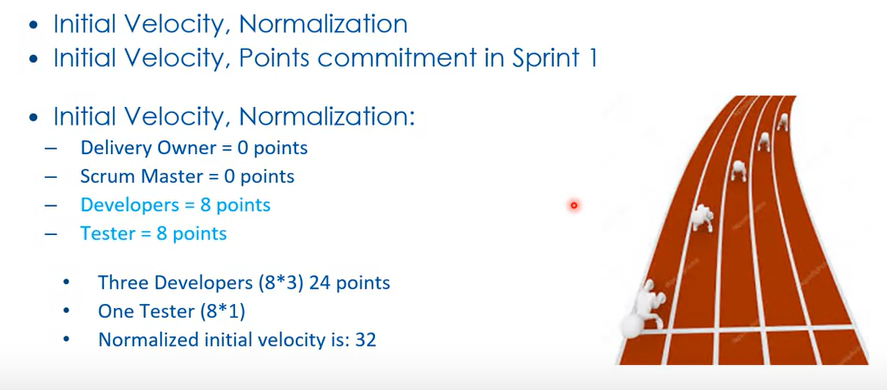 • Initial Velocity, Normalization
• Initial Velocity, Points commitment in Sprint 1
• Initial Velocity, Normalization:
– Delivery Owner = 0 points
– Scrum Master = 0 points
– Developers = 8 points
– Tester = 8 points
• Three Developers (8*3) 24 points
• One Tester (8*1)
• Normalized initial velocity is: 32